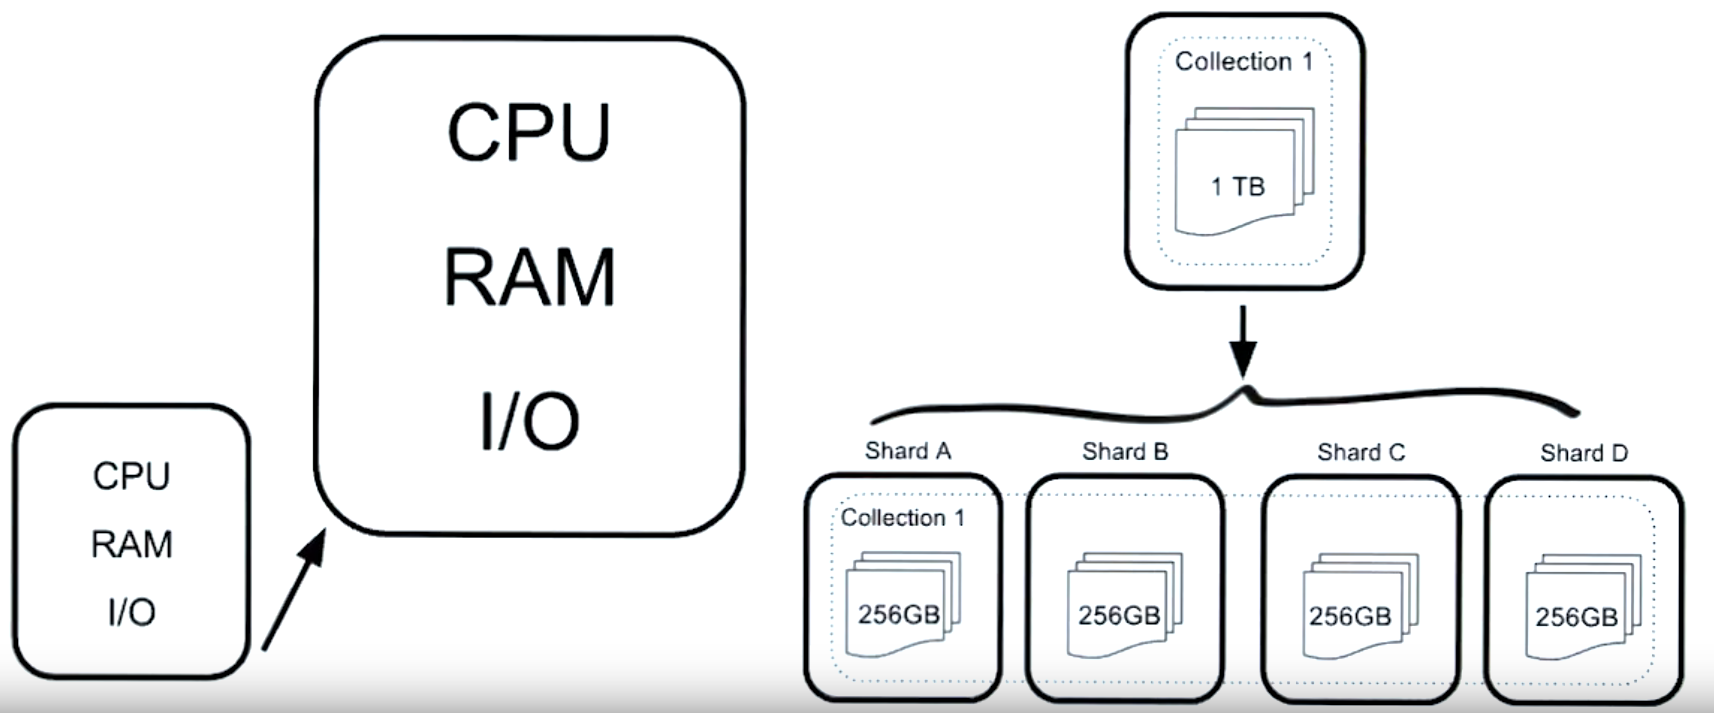 CPU
RAM
I/O
CPU
RAM
I/O
Collection 1
1 TB
Shard A
Shard B
Shard C
Shard D
Collection 1
256GB
256GB
256GB
256GB